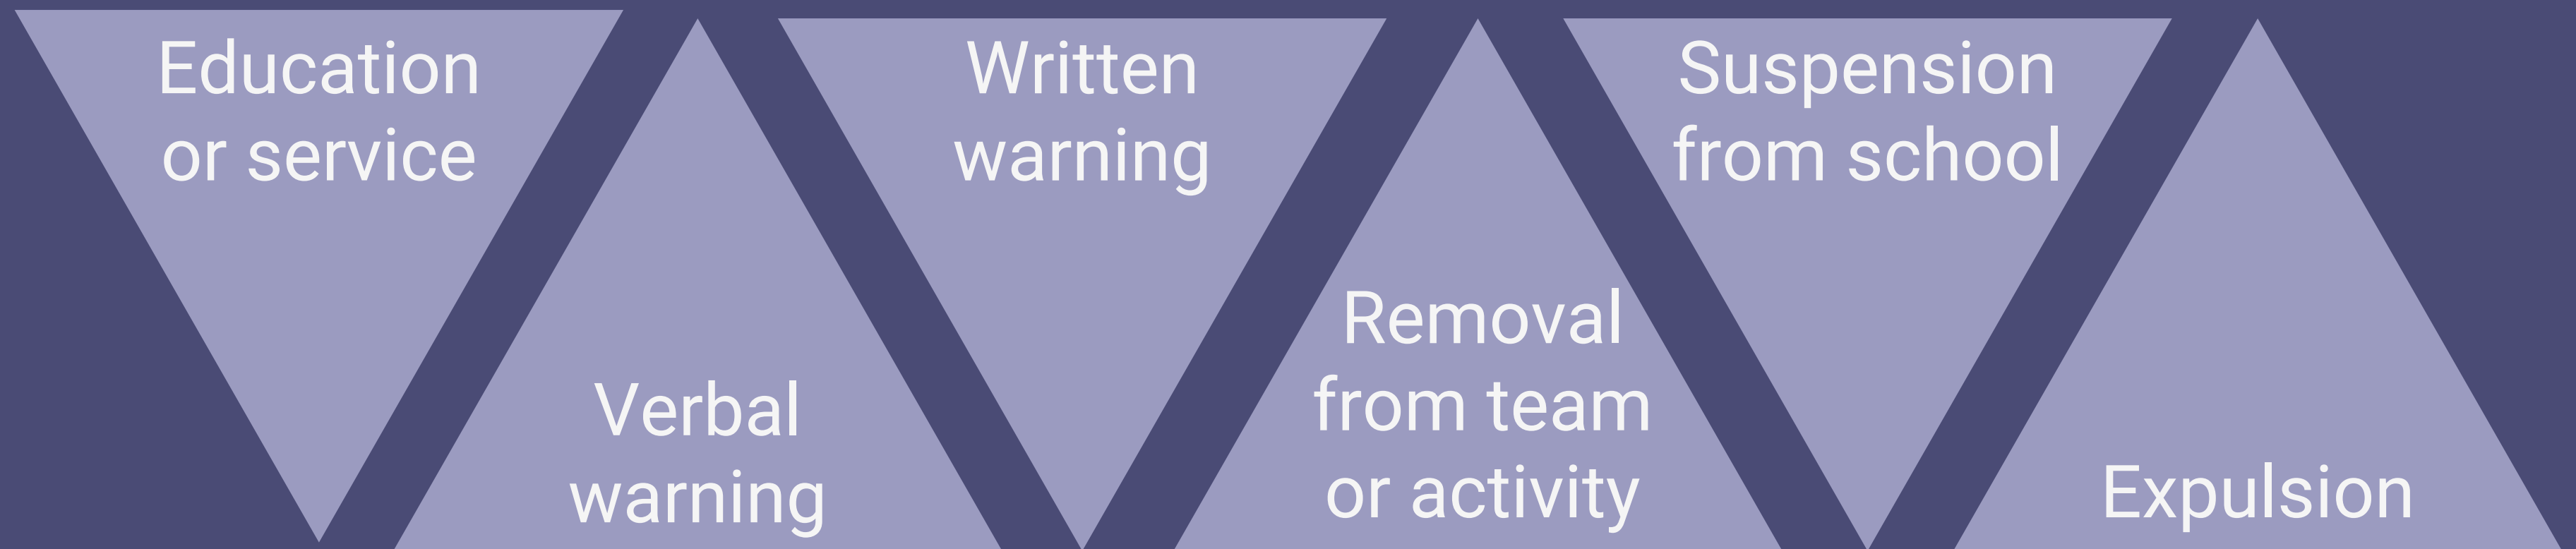 Education
or service
Verbal
warning
Written
warning
Removal
from team
or activity
Suspension
from school
Expulsion